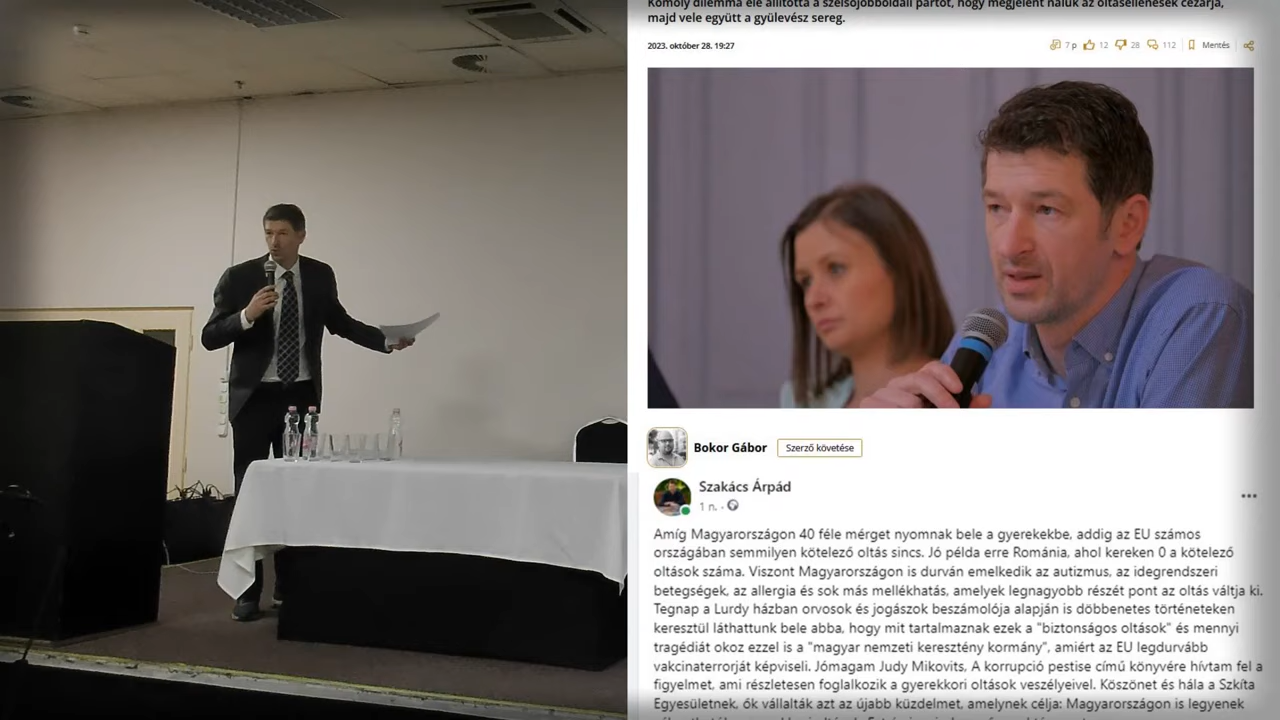 Komoly dilemma elé állította a szélsőjobboldali pártot, hogy megjelent náluk az oltásellenesek cézárja,
majd vele együtt a gyülevész sereg.
2023. október 28. 19:27
7 p 12 28 112 Mentés
Bokor Gábor Szerző követése
Szakács Árpád
1 n.
Amíg Magyarországon 40 féle mérget nyomnak bele a gyerekekbe, addig az EU számos
országában semmilyen kötelező oltás sincs. Jó példa erre Románia, ahol kereken 0 a kötelező
oltások száma. Viszont Magyarországon is durván emelkedik az autizmus, az idegrendszeri
betegségek, az allergia és sok más mellékhatás, amelyek legnagyobb részét pont az oltás váltja ki.
Tegnap a Lurdy házban orvosok és jogászok beszámolója alapján is döbbenetes történeteken
keresztül láthattunk bele abba, hogy mit tartalmaznak ezek a "biztonságos oltások" és mennyi
tragédiát okoz ezzel is a "magyar nemzeti keresztény kormány", amiért az EU legdurvább
vakcinaterrorját képviseli. Jómagam Judy Mikovits, A korrupció pestise című könyvére hívtam fel a
figyelmet, ami részletesen foglalkozik a gyerekkori oltások veszélyeivel. Köszönet és hála a Szkíta
Egyesületnek, ők vállalták azt az újabb küzdelmet, amelynek célja: Magyarországon is legyenek